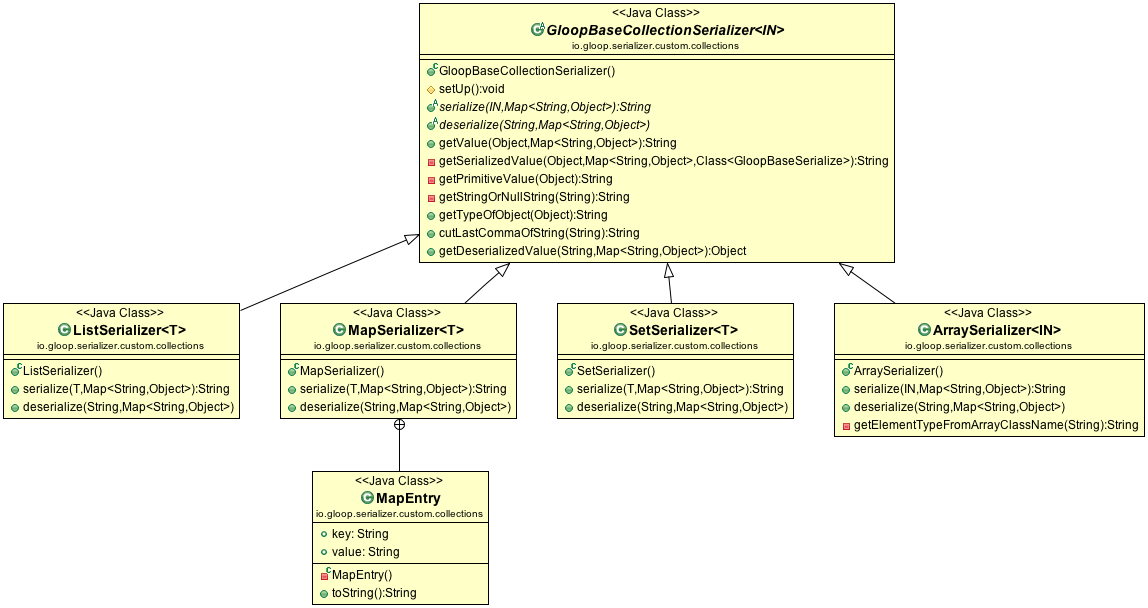 <<Java Class>>
GloopBaseCollectionSerializer<IN>
io.gloop.serializer.custom.collections
GloopBaseCollectionSerializer()
setUp():void
serialize(IN,Map<String,Object>):String
deserialize(String,Map<String,Object>)
getValue(Object,Map<String,Object>):String
getSerializedValue(Object,Map<String,Object>,Class<GloopBaseSerialize>):String
getPrimitiveValue(Object):String
getStringOrNullString(String):String
getTypeOfObject(Object):String
cutLastCommaOfString(String):String
getDeserializedValue(String,Map<String,Object>):Object
<<Java Class>>
ListSerializer<T>
io.gloop.serializer.custom.collections
ListSerializer()
serialize(T,Map<String,Object>):String
deserialize(String,Map<String,Object>)
<<Java Class>>
MapSerializer<T>
io.gloop.serializer.custom.collections
MapSerializer()
serialize(T,Map<String,Object>):String
deserialize(String,Map<String,Object>)
<<Java Class>>
SetSerializer<T>
io.gloop.serializer.custom.collections
SetSerializer()
serialize(T,Map<String,Object>):String
deserialize(String,Map<String,Object>)
<<Java Class>>
ArraySerializer<IN>
io.gloop.serializer.custom.collections
ArraySerializer()
serialize(IN,Map<String,Object>):String
deserialize(String,Map<String,Object>)
getElementTypeFromArrayClassName(String):String
<<Java Class>>
MapEntry
io.gloop.serializer.custom.collections
key: String
value: String
MapEntry()
toString():String